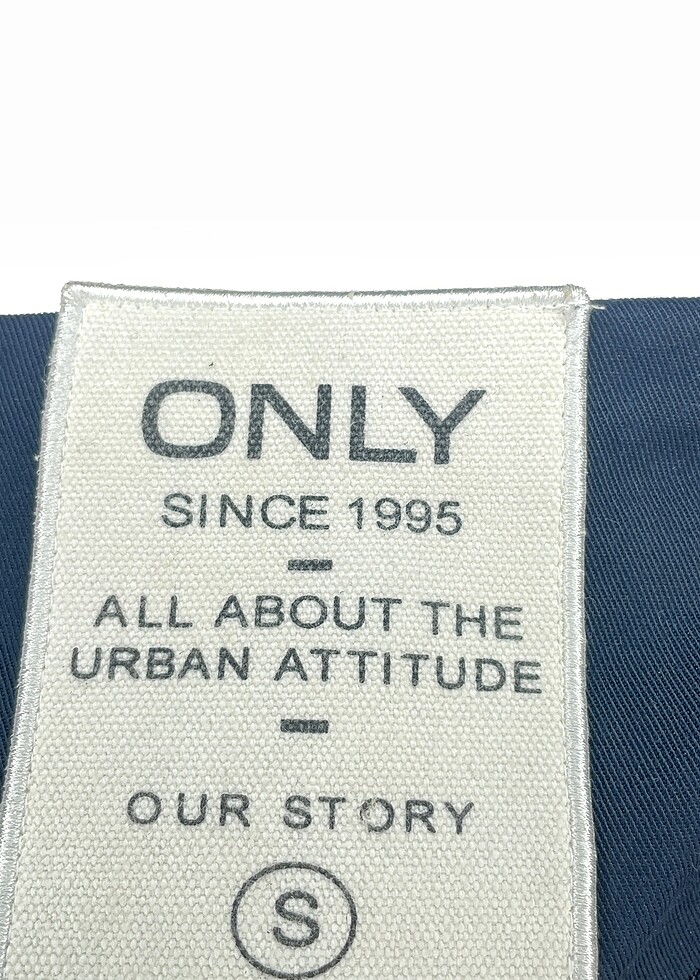 ONLY
SINCE 1995
ALL ABOUT THE
URBAN ATTITUDE
OUR STORY
S